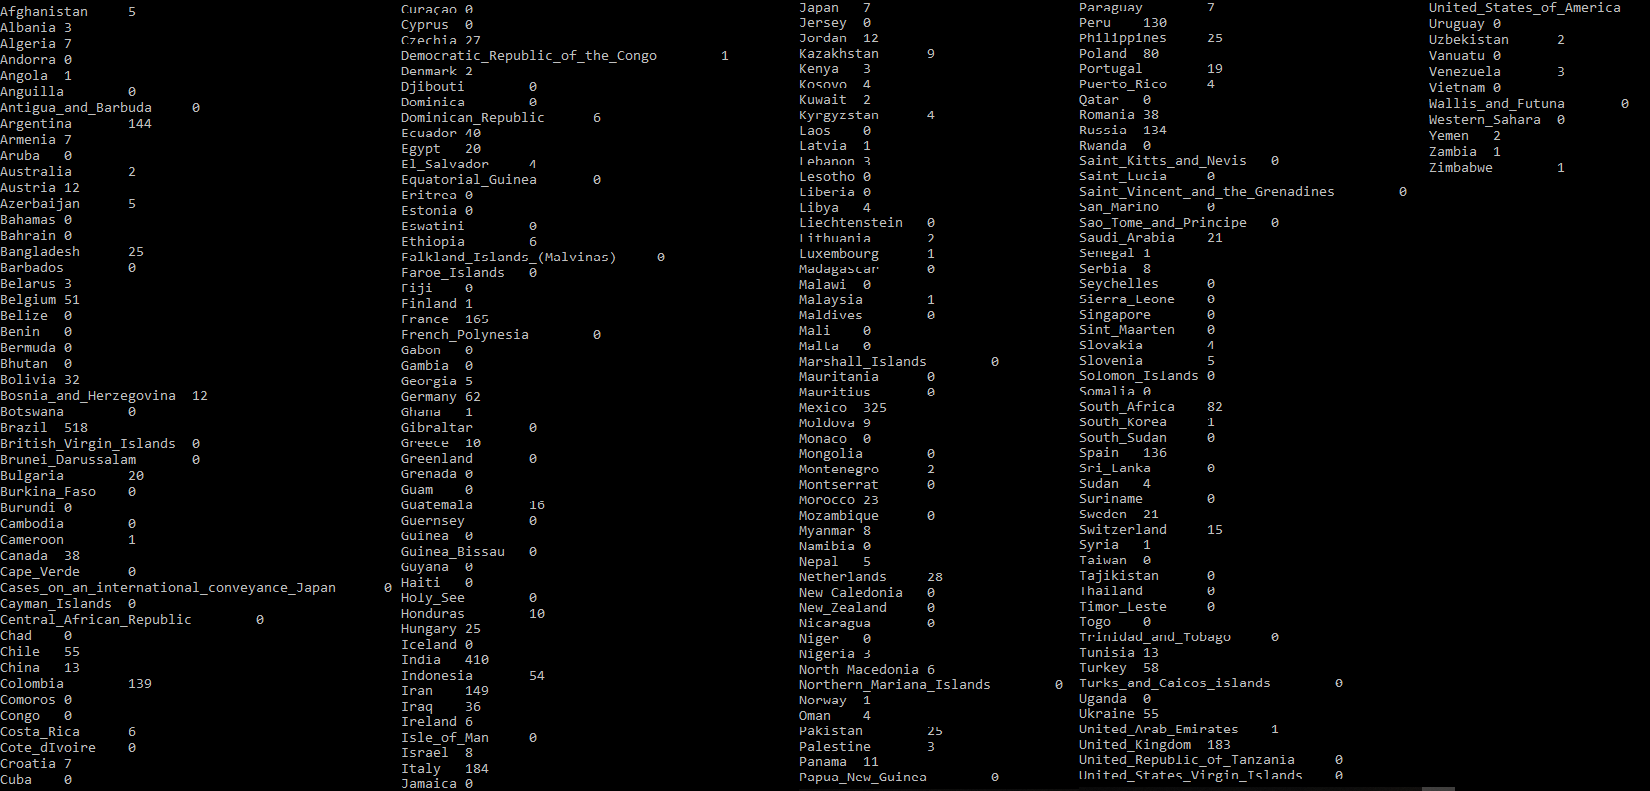 Afghanistan 5
Albania 3
Algeria 7
Andorra 0
Angola 1
Anguilla 0
Antigua_and_Barbuda 0
Argentina 144
Armenia 7
Aruba 0
Australia 2
Austria 12
Azerbaijan 5
Bahamas 0
Bahrain 0
Bangladesh 25
Barbados 0
Belarus 3
Belgium 51
Belize 0
Benin 0
Bermuda 0
Bhutan 0
Bolivia 32
Bosnia_and_Herzegovina 12
Botswana 0
Brazil 518
British_Virgin_Islands 0
Brunei_Darussalam 0
Bulgaria 20
Burkina_Faso 0
Burundi 0
Cambodia 0
Cameroon 1
Canada 38
Cape_Verde 0
Cases_on_an_international_conveyance_Japan 0
Cayman_Islands 0
Central_African_Republic 0
Chad 0
Chile 55
China 13
Colombia 139
Comoros 0
Congo 0
Costa_Rica 6
Cote_dIvoire 0
Croatia 7
Cuba 0
Curaçao 0
Cyprus 0
Czechia 27
Democratic_Republic_of_the_Congo 1
Denmark 2
Djibouti 0
Dominica 0
Dominican_Republic 6
Ecuador 40
Egypt 20
El_Salvador 4
Equatorial_Guinea 0
Eritrea 0
Estonia 0
Eswatini 0
Ethiopia 6
Falkland_Islands_(Malvinas) 0
Faroe_Islands 0
Fiji 0
Finland 1
France 165
French_Polynesia 0
Gabon 0
Gambia 0
Georgia 5
Germany 62
Ghana 1
Gibraltar 0
Greece 10
Greenland 0
Grenada 0
Guam 0
Guatemala 16
Guernsey 0
Guinea 0
Guinea_Bissau 0
Guyana 0
Haiti 0
Holy_See 0
Honduras 10
Hungary 25
Iceland 0
India 410
Indonesia 54
Iran 149
Iraq 36
Ireland 6
Isle_of_Man 0
Israel 8
Italy 184
Jamaica 0
Japan 7
Jersey 0
Jordan 12
Kazakhstan 9
Kenya 3
Kosovo 4
Kuwait 2
Kyrgyzstan 4
Laos 0
Latvia 1
Lebanon 3
Lesotho 0
Liberia 0
Libya 4
Liechtenstein 0
Lithuania 2
Luxembourg 1
Madagascar 0
Malawi 0
Malaysia 1
Maldives 0
Mali 0
Malta 0
Marshall_Islands 0
Mauritania 0
Mauritius 0
Mexico 325
Moldova 9
Monaco 0
Mongolia 0
Montenegro 2
Montserrat 0
Morocco 23
Mozambique 0
Myanmar 8
Namibia 0
Nepal 5
Netherlands 28
New_Caledonia 0
New_Zealand 0
Nicaragua 0
Niger 0
Nigeria 3
North_Macedonia 6
Northern_Mariana_Islands 0
Norway 1
Oman 4
Pakistan 25
Palestine 3
Panama 11
Papua_New_Guinea 0
Paraguay 7
Peru 130
Philippines 25
Poland 80
Portugal 19
Puerto_Rico 4
Qatar 0
Romania 38
Russia 134
Rwanda 0
Saint_Kitts_and_Nevis 0
Saint_Lucia 0
Saint_Vincent_and_the_Grenadines 0
San_Marino 0
Sao_Tome_and_Principe 0
Saudi_Arabia 21
Senegal 1
Serbia 8
Seychelles 0
Sierra_Leone 0
Singapore 0
Sint_Maarten 0
Slovakia 4
Slovenia 5
Solomon_Islands 0
Somalia 0
South_Africa 82
South_Korea 1
South_Sudan 0
Spain 136
Sri_Lanka 0
Sudan 4
Suriname 0
Sweden 21
Switzerland 15
Syria 1
Taiwan 0
Tajikistan 0
Thailand 0
Timor_Leste 0
Togo 0
Trinidad_and_Tobago 0
Tunisia 13
Turkey 58
Turks_and_Caicos_islands 0
Uganda 0
Ukraine 55
United_Arab_Emirates 1
United_Kingdom 183
United_Republic_of_Tanzania 0
United_States_Virgin_Islands 0
United_States_of_America
Uruguay 0
Uzbekistan 2
Vanuatu 0
Venezuela 3
Vietnam 0
Wallis_and_Futuna 0
Western_Sahara 0
Yemen 2
Zambia 1
Zimbabwe 1